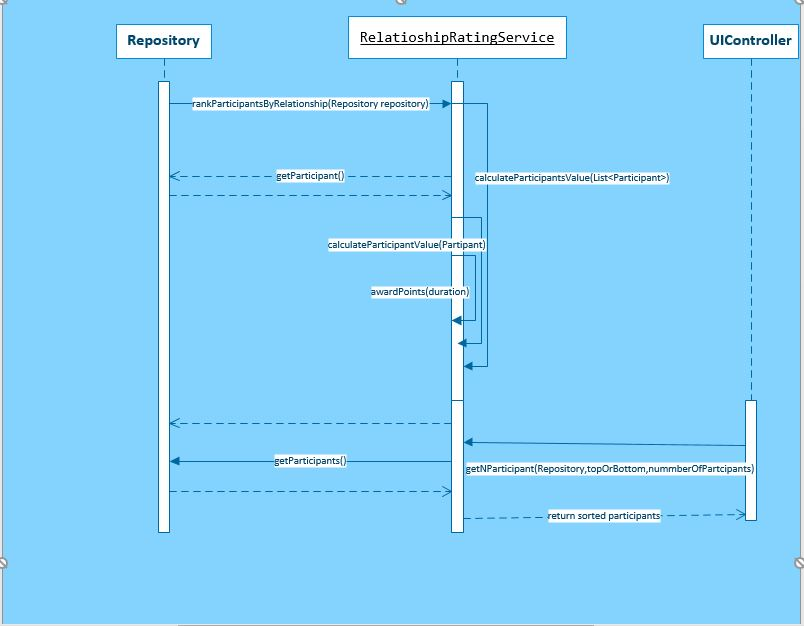 Repository
RelatioshipRatingService
UIController
rankParticipantsByRelationship(Repository repository)
getParticipant()
calculateParticipantsValue(List<Participant>)
calculateParticipantValue(Partipant)
awardPoints(duration)
getParticipants()
getNParticipant(Repository,topOrBottom,nummberOfPartcipants)
return sorted participants